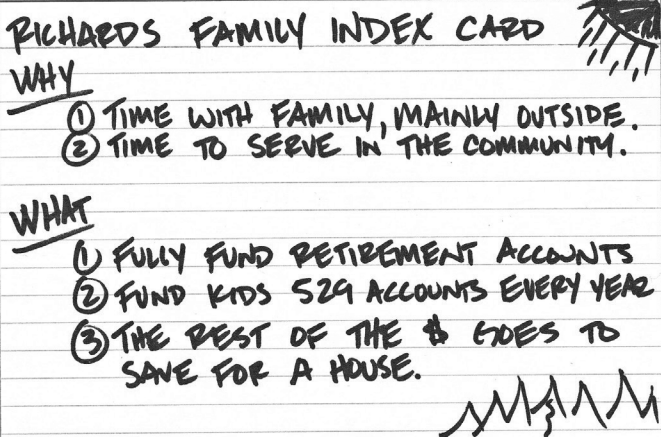 RICHARDS FAMILY INDEX CARD
WHY
① TIME WITH FAMILY, MAINLY OUTSIDE.
② TIME TO SERVE IN THE COMMUNITY.
WHAT
① FULLY FUND RETIREMENT ACCOUNTS
② FUND KIDS 529 ACCOUNTS EVERY YEAR
③ THE REST OF THE $ GOES TO
SAVE FOR A HOUSE.